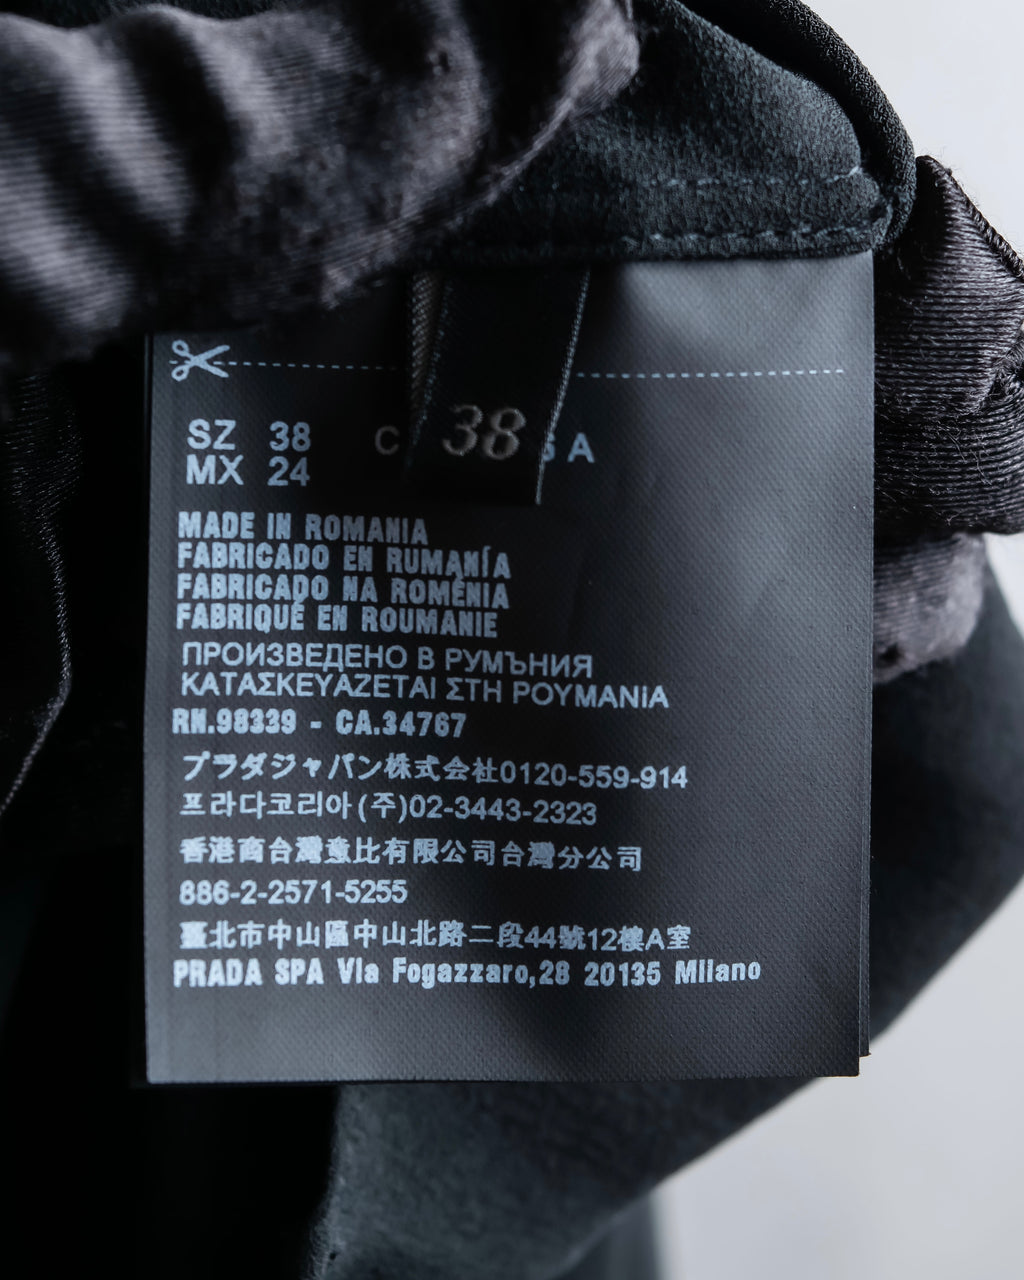 SZ 38
MX 24
38
A
MADE IN ROMANIA
FABRICADO EN RUMANÍA
FABRICADO NA ROMÉNIA
FABRIQUÉ EN ROUMANIE
ПРОИЗВЕДЕНО В РУМЪНИЯ
ΚΑΤΑΣΚΕΥΑΖΕΤΑΙ ΣΤΗ ΡΟΥΜΑΝΙΑ
RN.98339 - CA.34767
プラダジャパン株式会社0120-559-914
프라다코리아(주)02-3443-2323
香港商台灣意比有限公司台灣分公司
886-2-2571-5255
臺北市中山區中山北路二段44號12樓A室
PRADA SPA Via Fogazzaro,28 20135 Milano